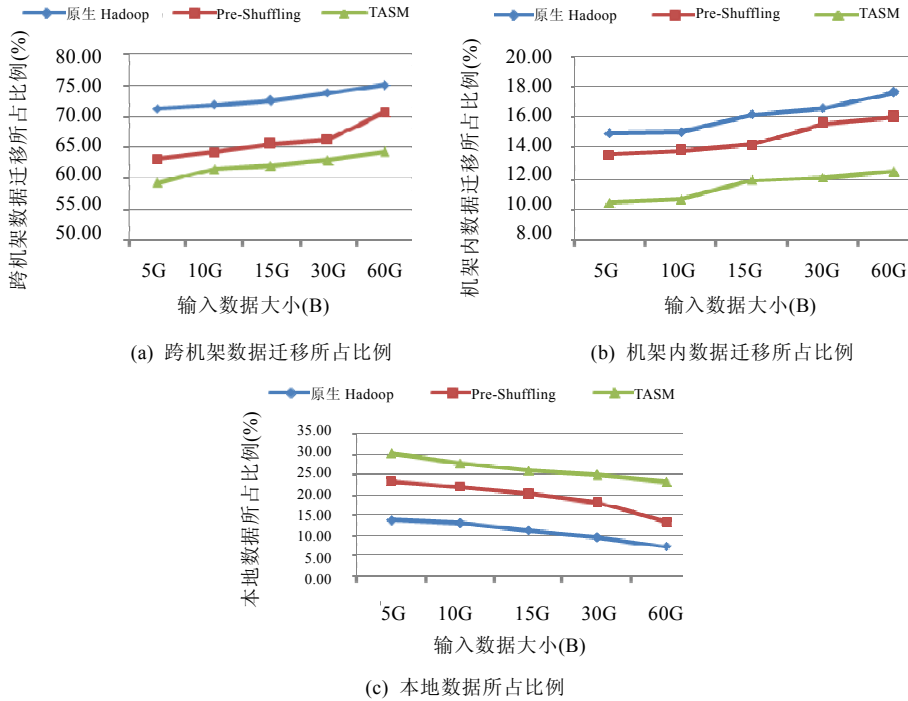 原生 Hadoop Pre-Shuffling TASM
跨机架数据迁移所占比例(%)
80.00
75.00
70.00
65.00
60.00
55.00
50.00
5G 10G 15G 30G 60G
输入数据大小(B)
(a) 跨机架数据迁移所占比例
原生 Hadoop Pre-Shuffling TASM
机架内数据迁移所占比例(%)
20.00
18.00
16.00
14.00
12.00
10.00
8.00
5G 10G 15G 30G 60G
输入数据大小(B)
(b) 机架内数据迁移所占比例
原生 Hadoop Pre-Shuffling TASM
本地数据所占比例(%)
35.00
30.00
25.00
20.00
15.00
10.00
5.00
0.00
5G 10G 15G 30G 60G
输入数据大小(B)
(c) 本地数据所占比例